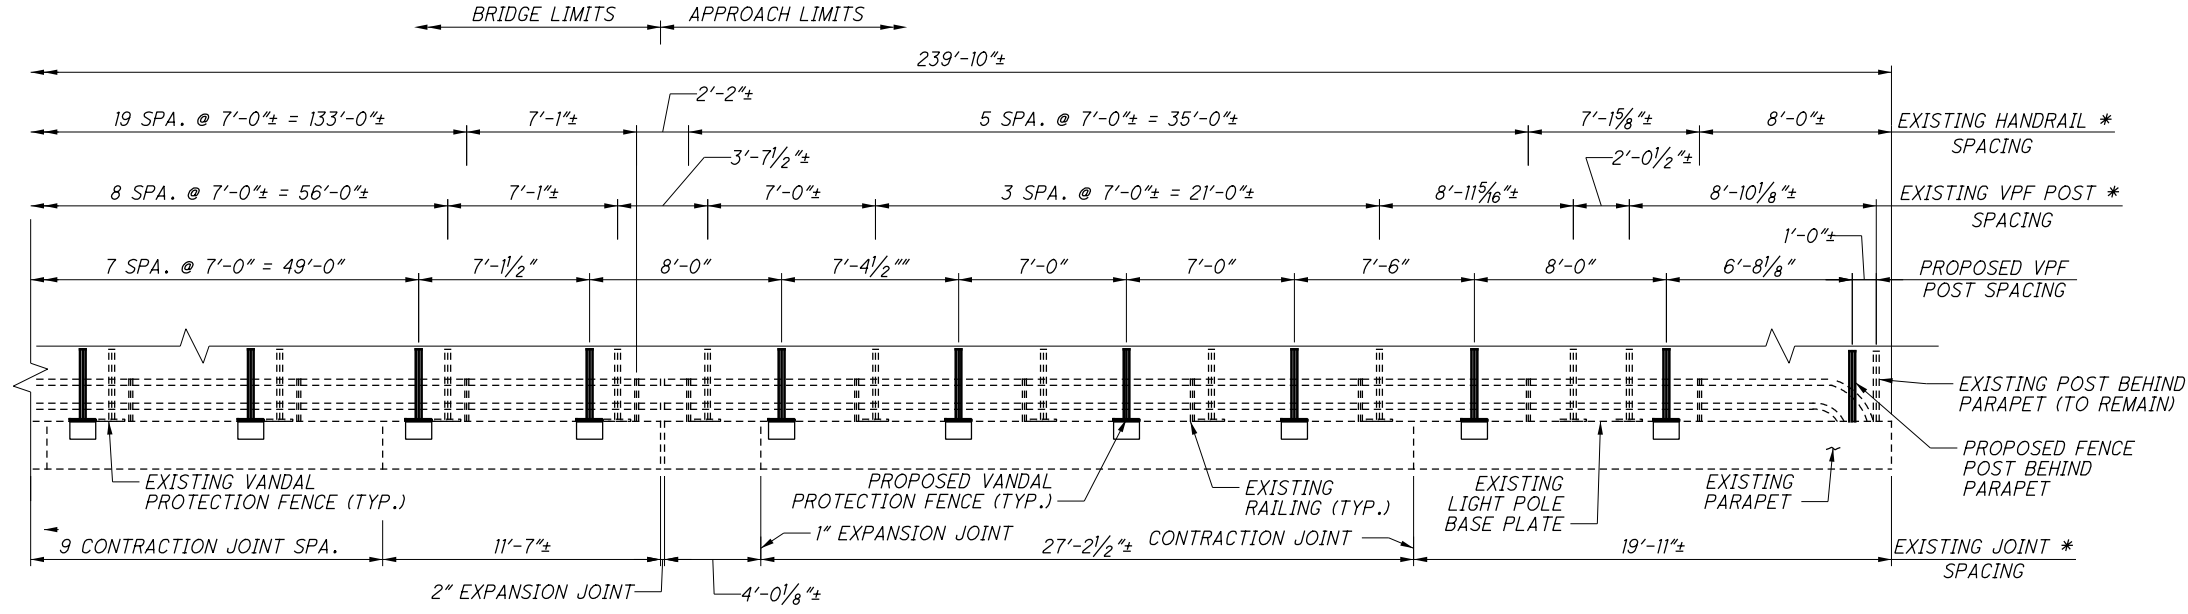 BRIDGE LIMITS
APPROACH LIMITS
239'-10"±
2'-2"±
19 SPA. @ 7'-0"± = 133'-0"±
7'-1"±
5 SPA. @ 7'-0"± = 35'-0"±
7'-1⅝"±
8'-0"±
EXISTING HANDRAIL *
SPACING
3'-7½"±
2'-0½"±
8 SPA. @ 7'-0"± = 56'-0"±
7'-1"±
7'-0"±
3 SPA. @ 7'-0"± = 21'-0"±
8'-11 5/16"±
8'-10⅛"±
EXISTING VPF POST *
SPACING
1'-0"±
7 SPA. @ 7'-0" = 49'-0"
7'-1½"
8'-0"
7'-4½""
7'-0"
7'-0"
7'-6"
8'-0"
6'-8⅛"
PROPOSED VPF
POST SPACING
EXISTING POST BEHIND
PARAPET (TO REMAIN)
PROPOSED FENCE
POST BEHIND
PARAPET
EXISTING VANDAL
PROTECTION FENCE (TYP.)
PROPOSED VANDAL
PROTECTION FENCE (TYP.)
EXISTING
RAILING (TYP.)
EXISTING
LIGHT POLE
BASE PLATE
EXISTING
PARAPET
1" EXPANSION JOINT
CONTRACTION JOINT
9 CONTRACTION JOINT SPA.
11'-7"±
27'-2½"±
19'-11"±
EXISTING JOINT *
SPACING
2" EXPANSION JOINT
4'-0⅛"±